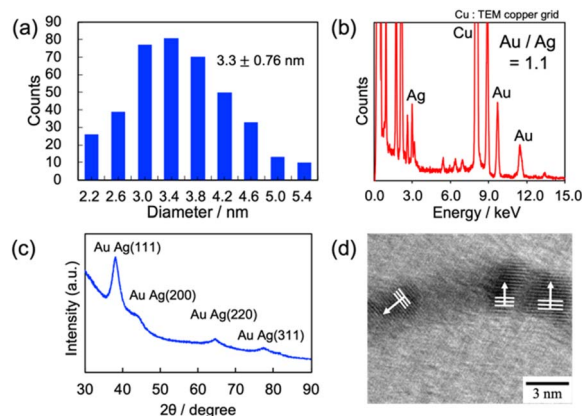 (a)
90
80
70
60
50
40
30
20
10
0
Counts
3.3 ± 0.76 nm
2.2 2.6 3.0 3.4 3.8 4.2 4.6 5.0 5.4
Diameter / nm
(b)
Cu : TEM copper grid
Cu
Au / Ag
= 1.1
Ag
Au
Au
Counts
0.0 3.0 6.0 9.0 12.0 15.0
Energy / keV
(c)
Au Ag(111)
Au Ag(200)
Au Ag(220)
Au Ag(311)
Intensity (a.u.)
30 40 50 60 70 80 90
2θ / degree
(d)
3 nm